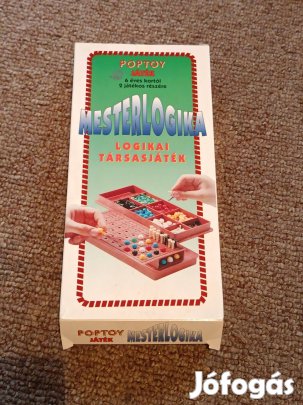 POPTOY
JÁTÉK
6 éves kortól
2 játékos részére
MESTERLOGIKA
LOGIKAI
TÁRSASJÁTÉK
POPTOY
JÁTÉK
MESTERLOGIKA
Jófogás